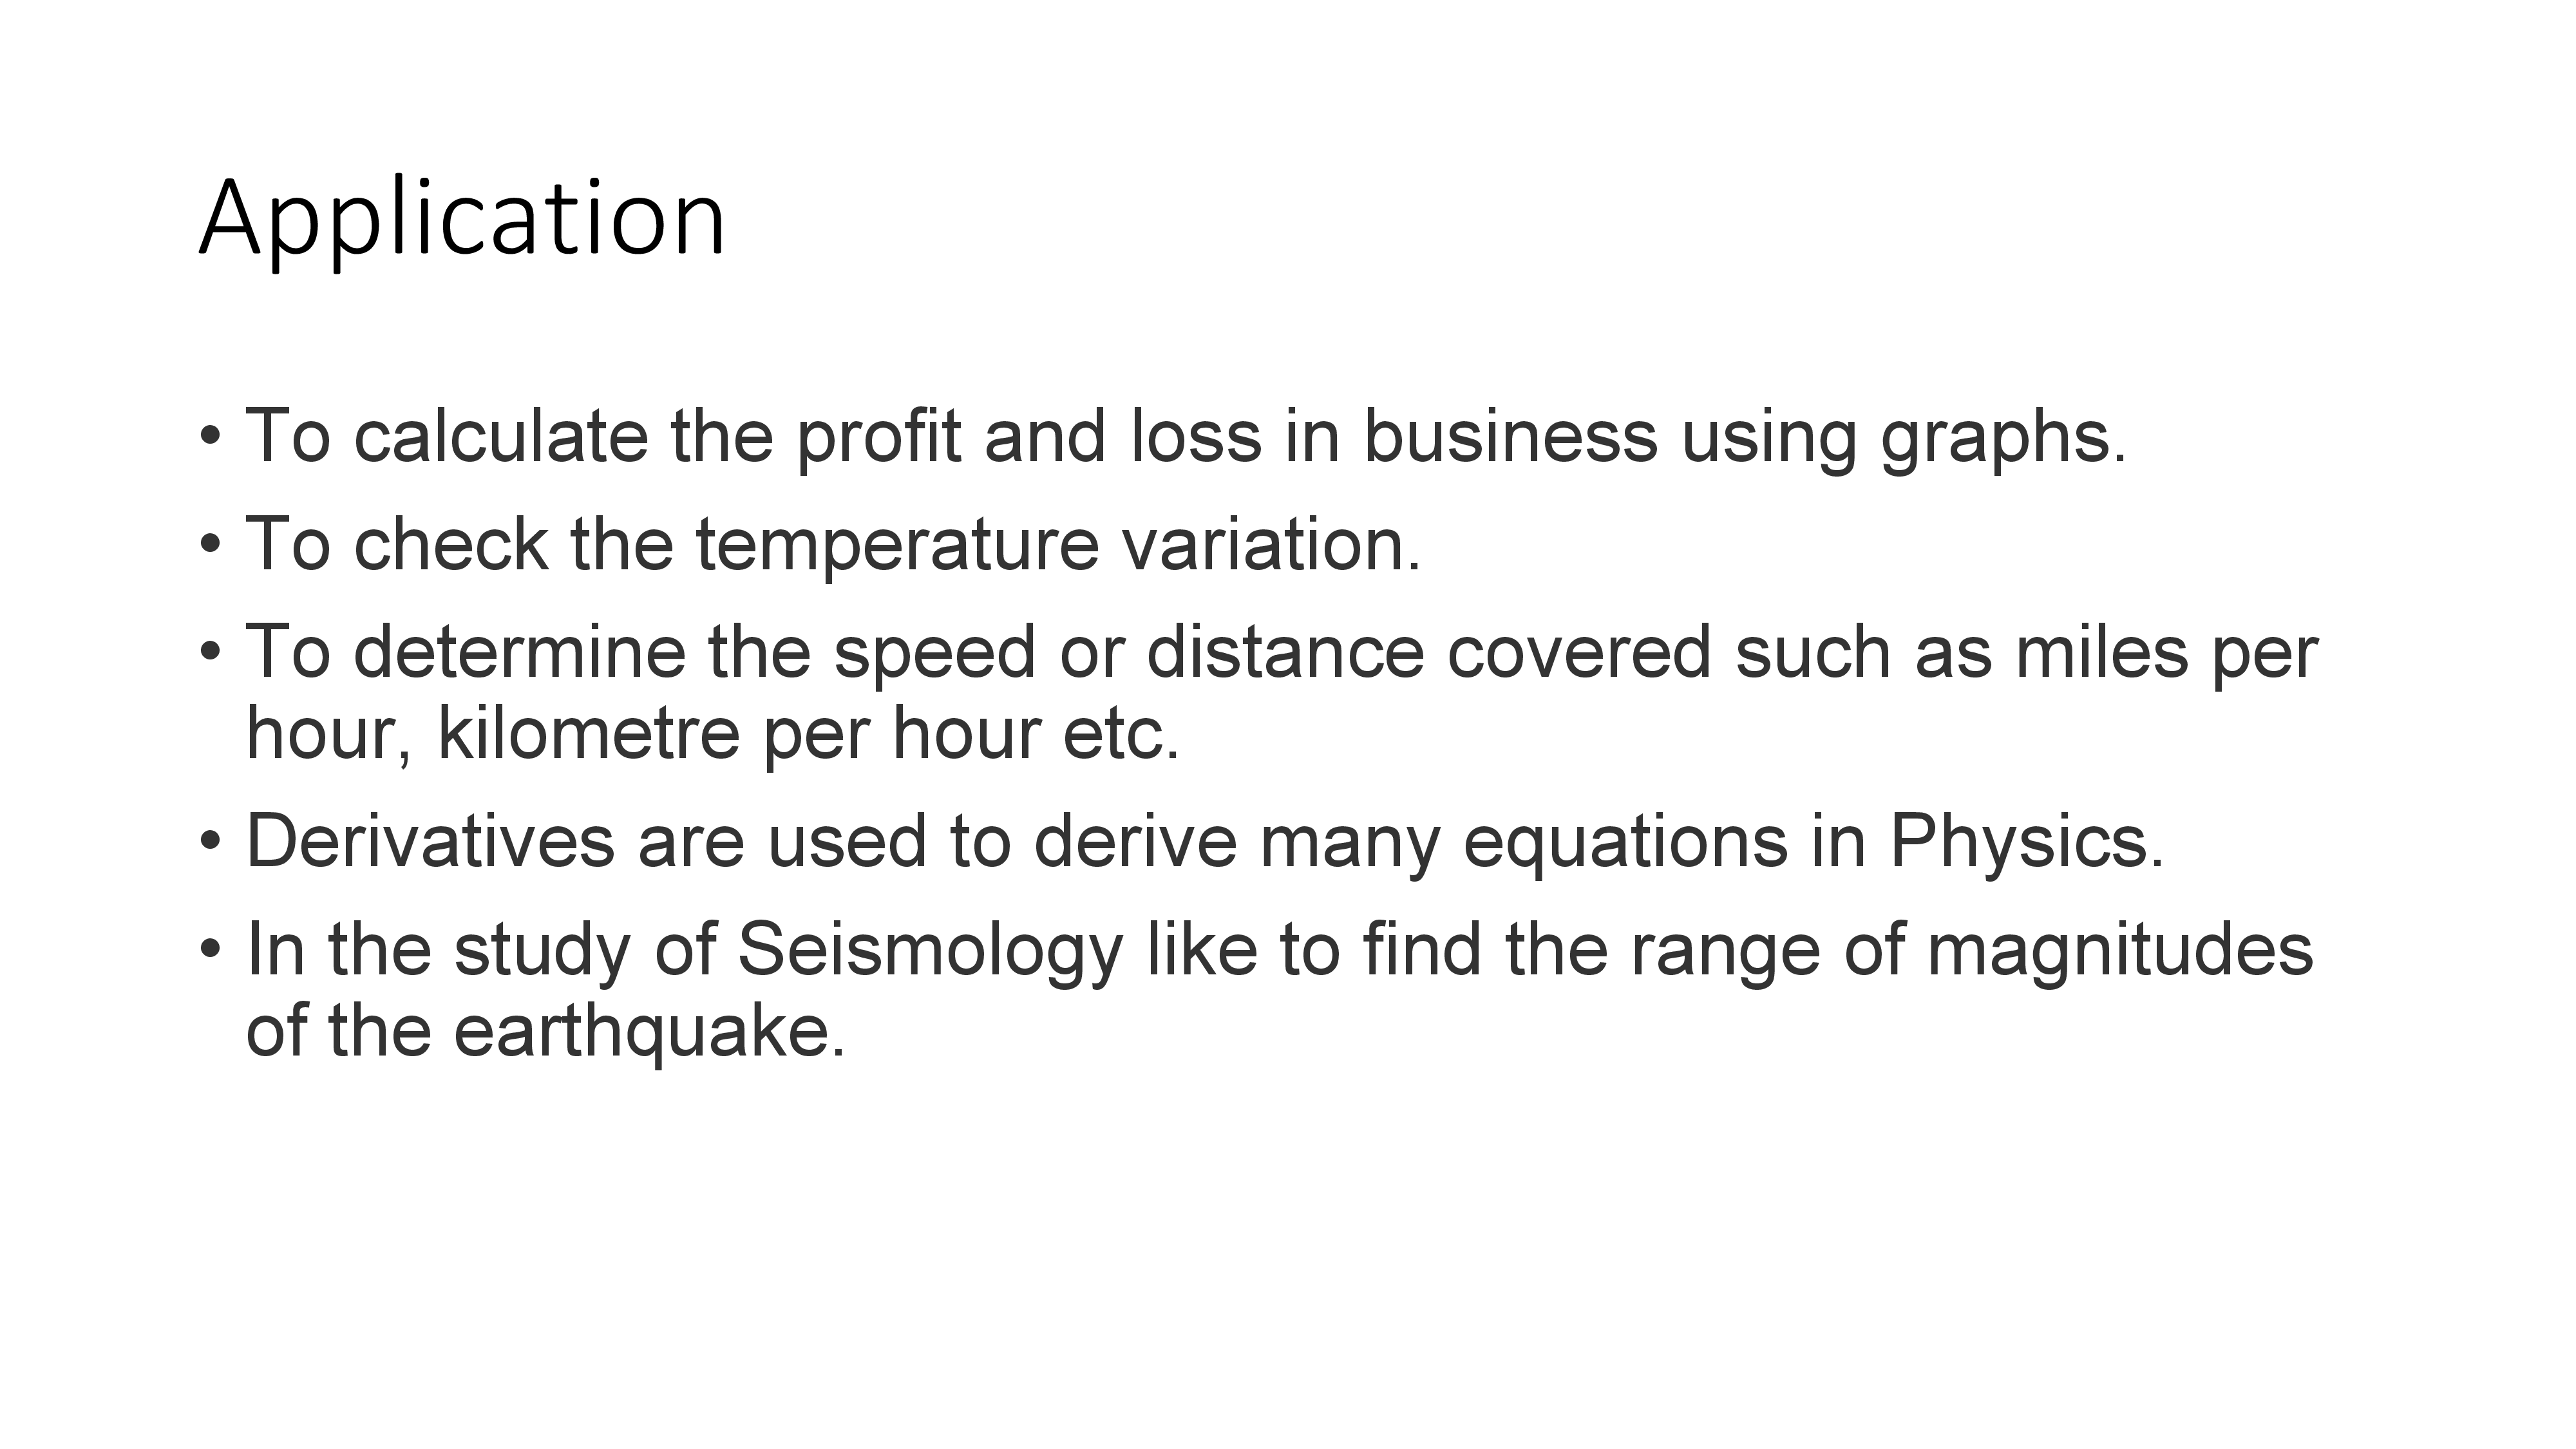 Application
• To calculate the profit and loss in business using graphs.
• To check the temperature variation.
• To determine the speed or distance covered such as miles per
hour, kilometre per hour etc.
• Derivatives are used to derive many equations in Physics.
• In the study of Seismology like to find the range of magnitudes
of the earthquake.